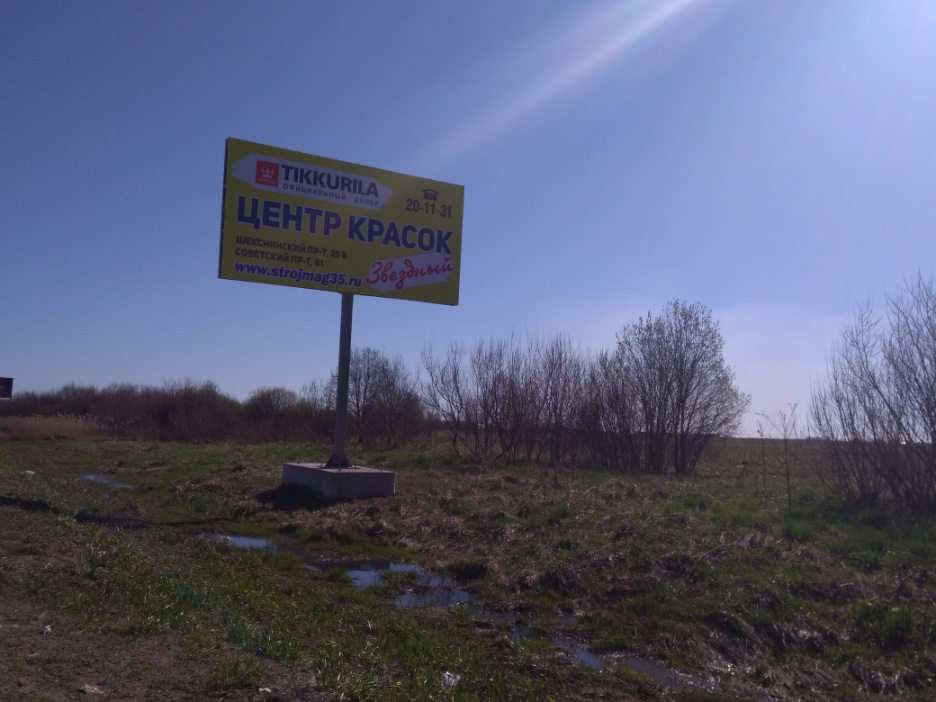 TIKKURILA
ОФИЦИАЛЬНЫЙ ДИЛЕР
20-11-31
ЦЕНТР КРАСОК
ШЕКСНИНСКИЙ ПР-Т, 25 В
СОВЕТСКИЙ ПР-Т, 81
Звездный
www.strojmag35.ru